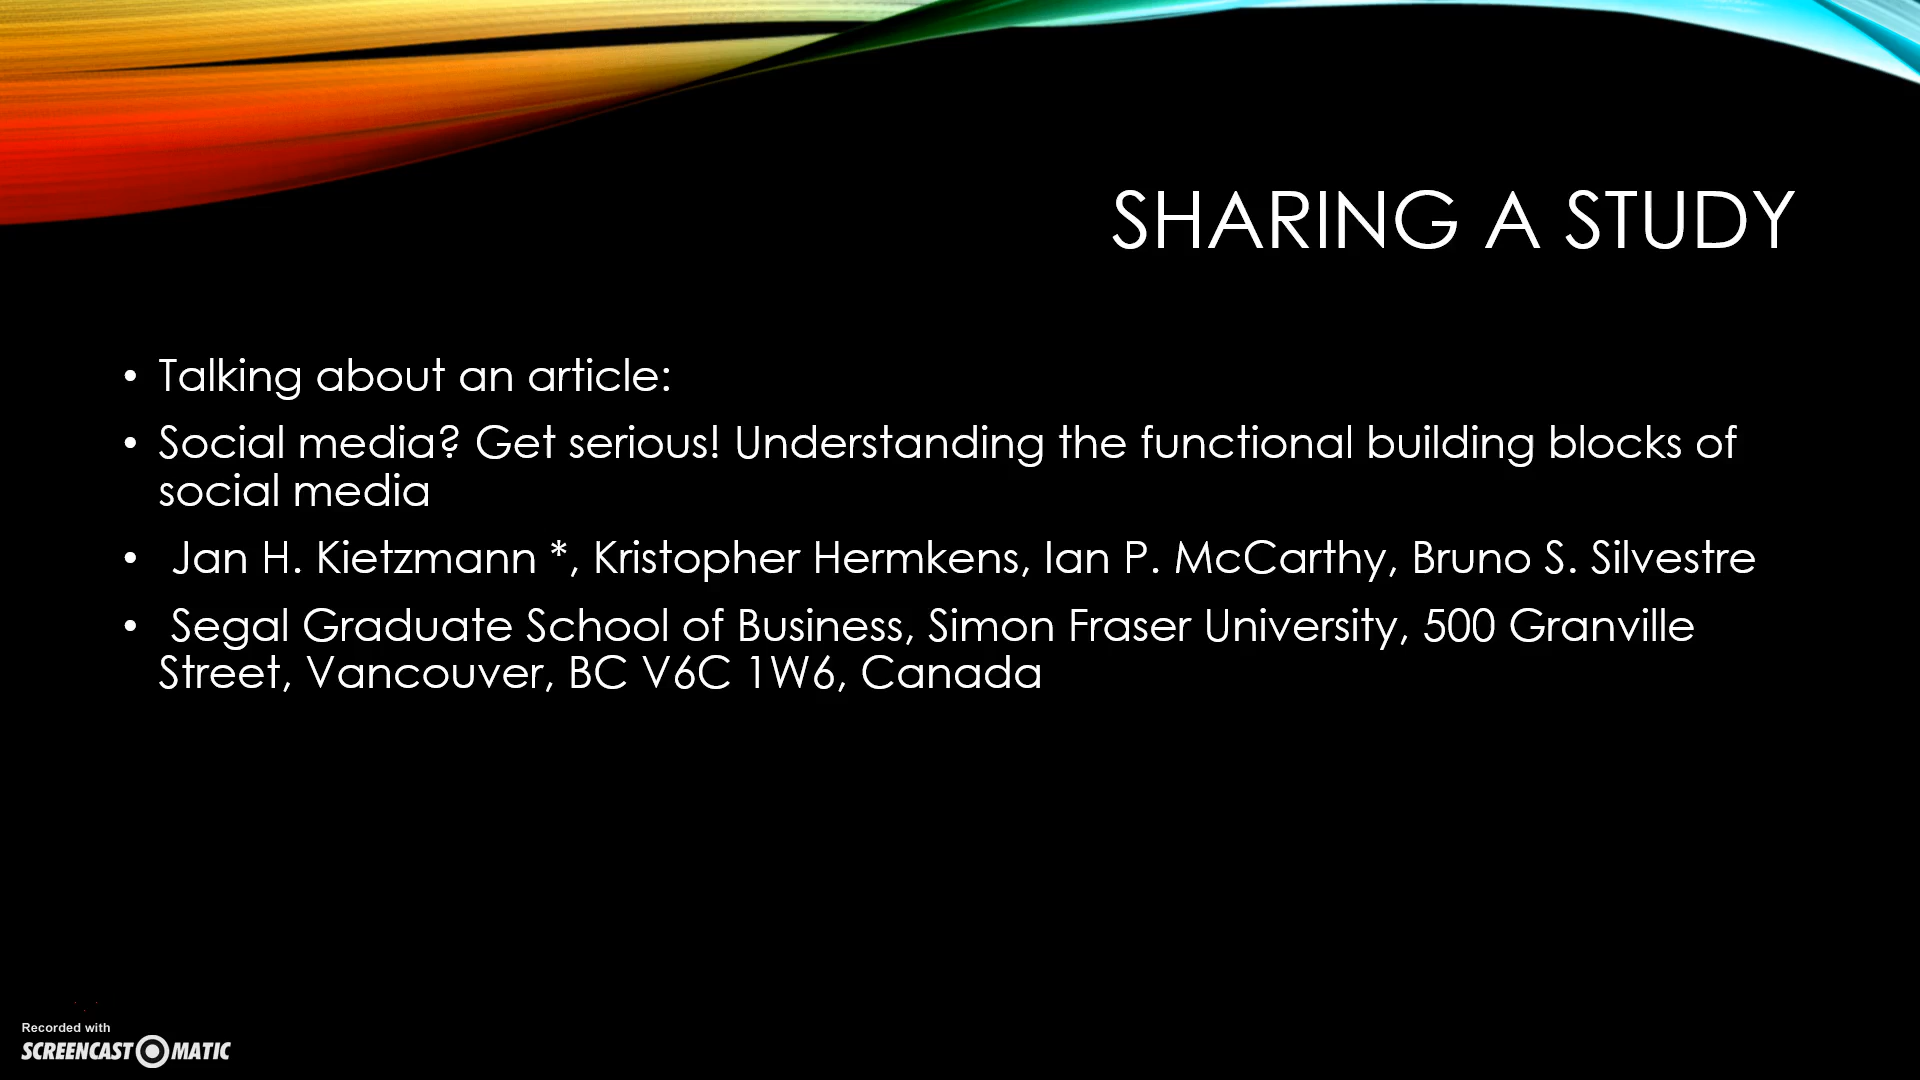 SHARING A STUDY
• Talking about an article:
• Social media? Get serious! Understanding the functional building blocks of
social media
• Jan H. Kietzmann *, Kristopher Hermkens, Ian P. McCarthy, Bruno S. Silvestre
• Segal Graduate School of Business, Simon Fraser University, 500 Granville
Street, Vancouver, BC V6C 1W6, Canada
Recorded with
SCREENCAST MATIC